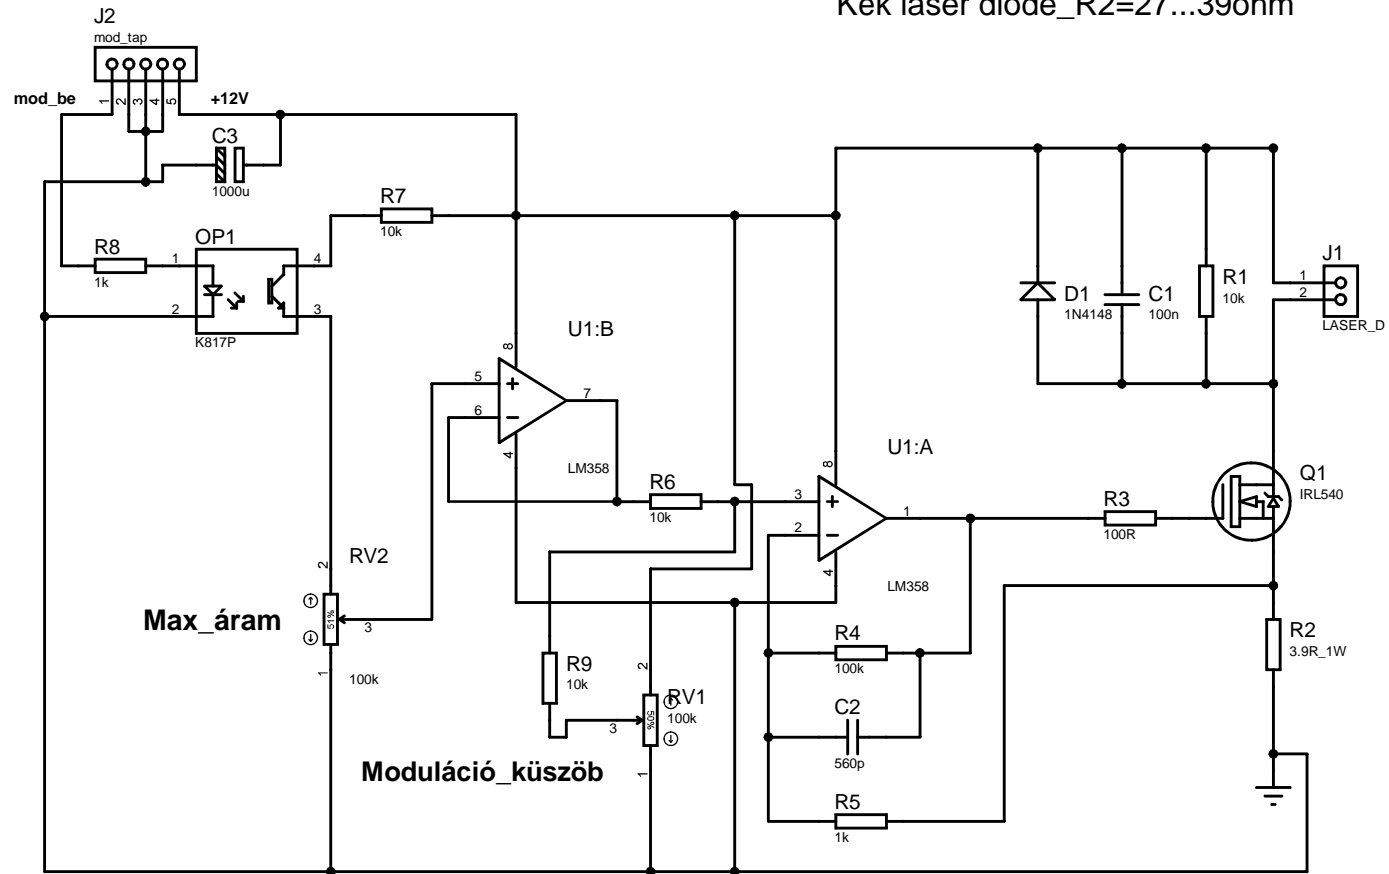 Kék láser dióde_R2=27...39ohm
J2
mod_tap
mod_be
1
2
3
4
5
+12V
C3
1000u
R7
10k
OP1
R8
1k
1
2
4
3
K817P
U1:B
8
5
6
7
4
LM358
R6
10k
D1
1N4148
C1
100n
R1
10k
J1
1
2
LASER_D
U1:A
8
3
2
1
4
LM358
R3
100R
Q1
IRL540
RV2
2
51%
3
1
100k
Max_áram
R9
10k
2
RV1
100k
50%
3
1
Moduláció_küszöb
R4
100k
C2
560p
R5
1k
R2
3.9R_1W